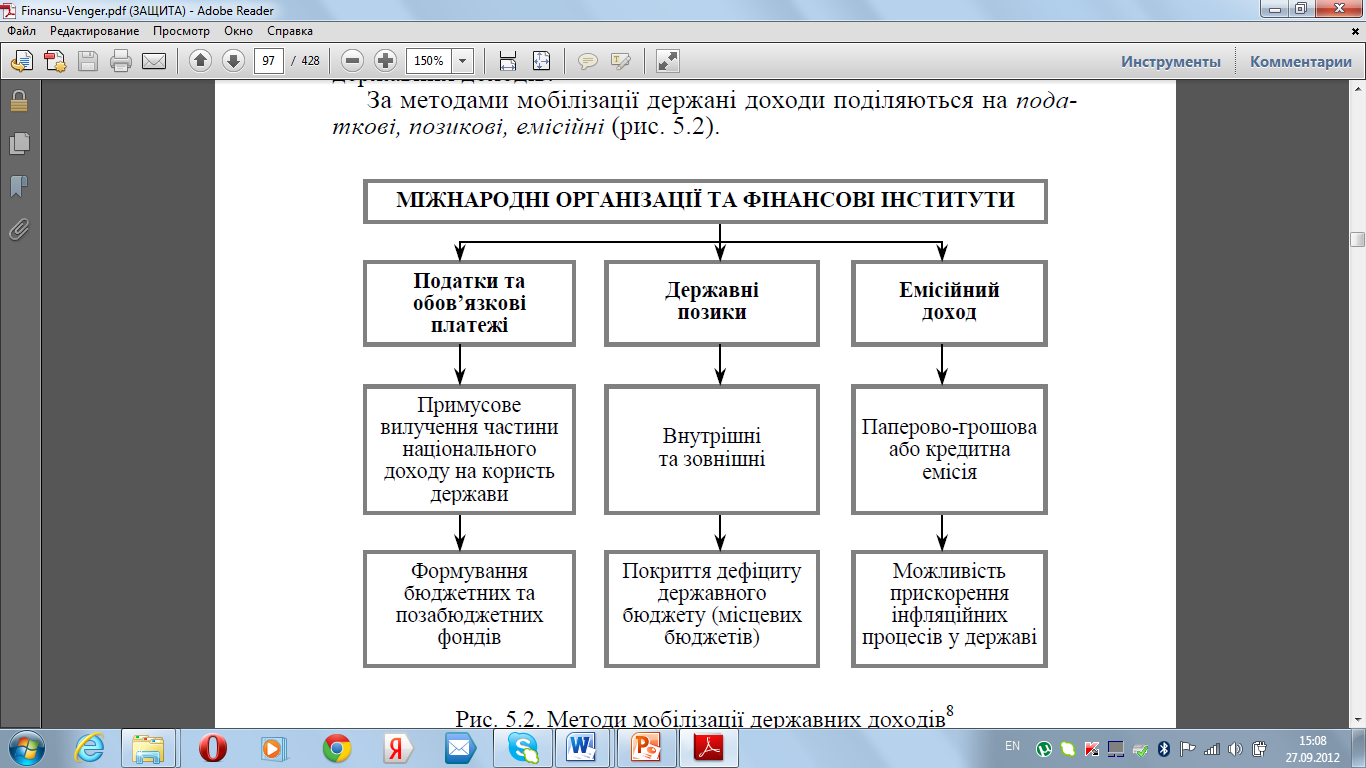 Finansu-Venger.pdf (ЗАЩИТА) - Adobe Reader
Файл Редактирование Просмотр Окно Справка
97 / 428 150% Инструменты Комментарии
державних доходів.
За методами мобілізації держані доходи поділяються на пода-
ткові, позикові, емісійні (рис. 5.2).
МІЖНАРОДНІ ОРГАНІЗАЦІЇ ТА ФІНАНСОВІ ІНСТИТУТИ
Податки та
обов’язкові
платежі
Державні
позики
Емісійний
доход
Примусове
вилучення частини
національного
доходу на користь
держави
Внутрішні
та зовнішні
Паперово-грошова
або кредитна
емісія
Формування
бюджетних та
позабюджетних
фондів
Покриття дефіциту
державного
бюджету (місцевих
бюджетів)
Можливість
прискорення
інфляційних
процесів у державі
Рис. 5.2. Методи мобілізації державних доходів8
EN
15:08
27.09.2012